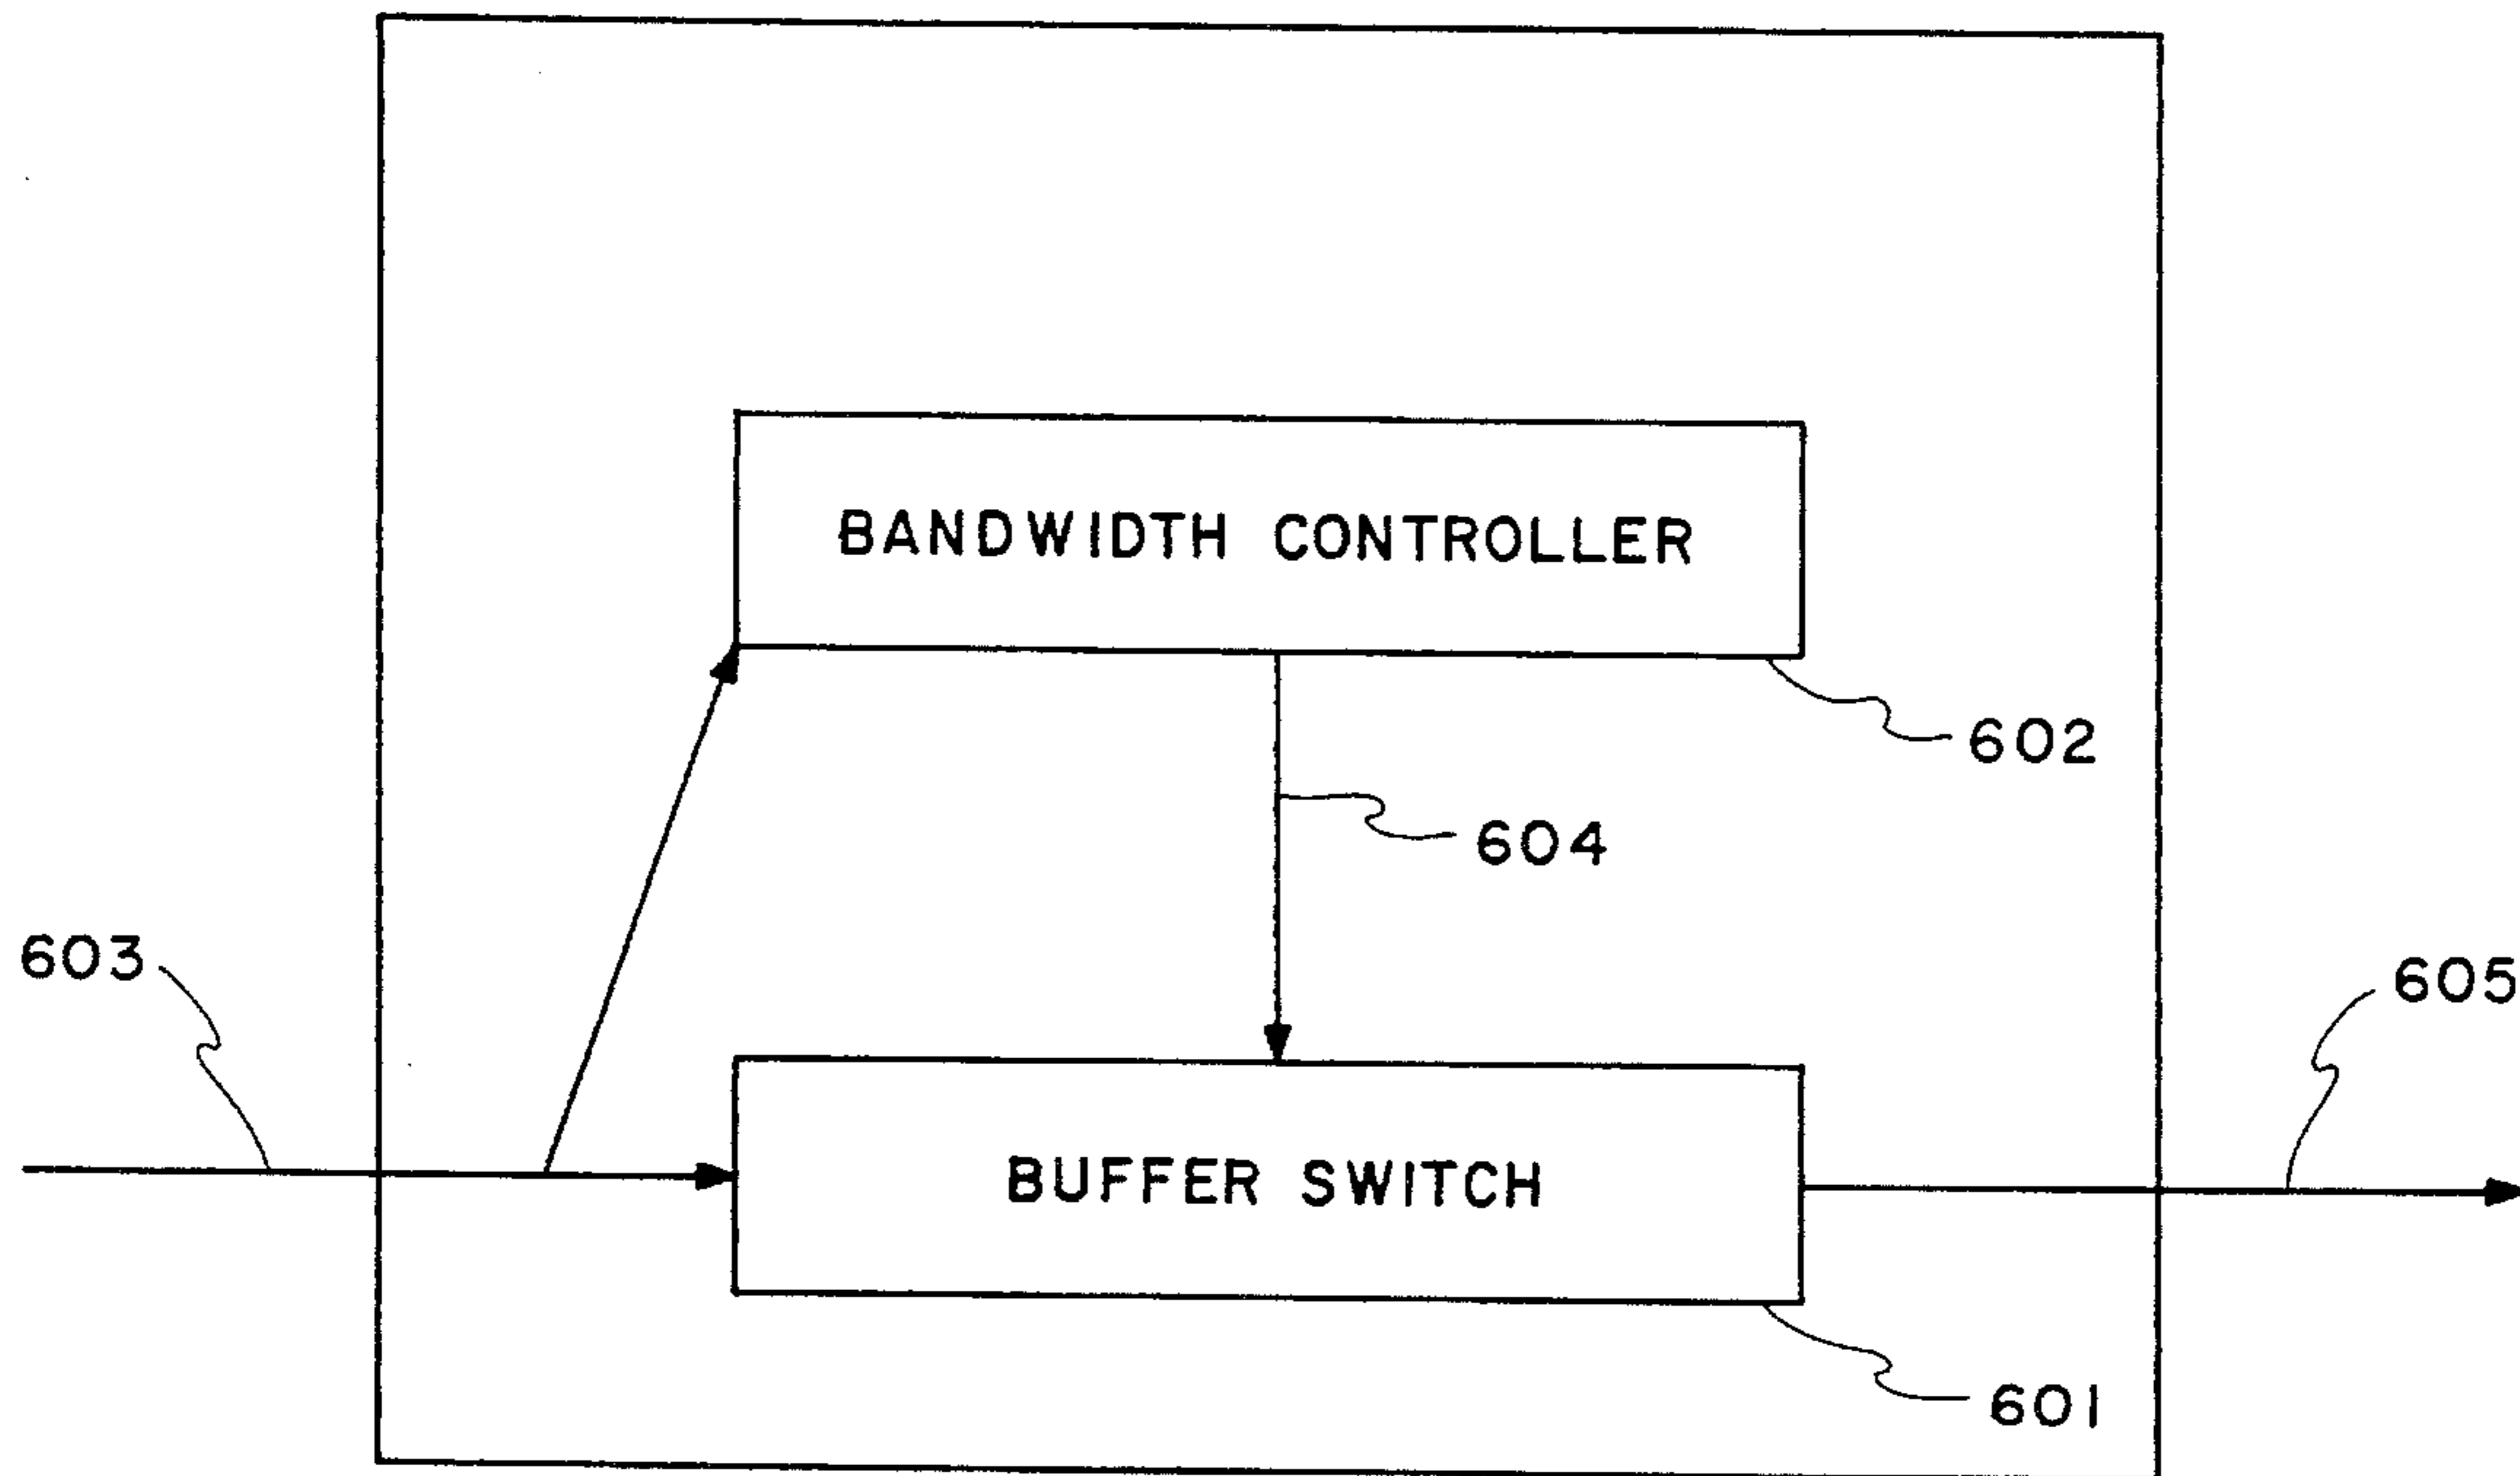 BANDWIDTH CONTROLLER
602
604
603
605
BUFFER SWITCH
601